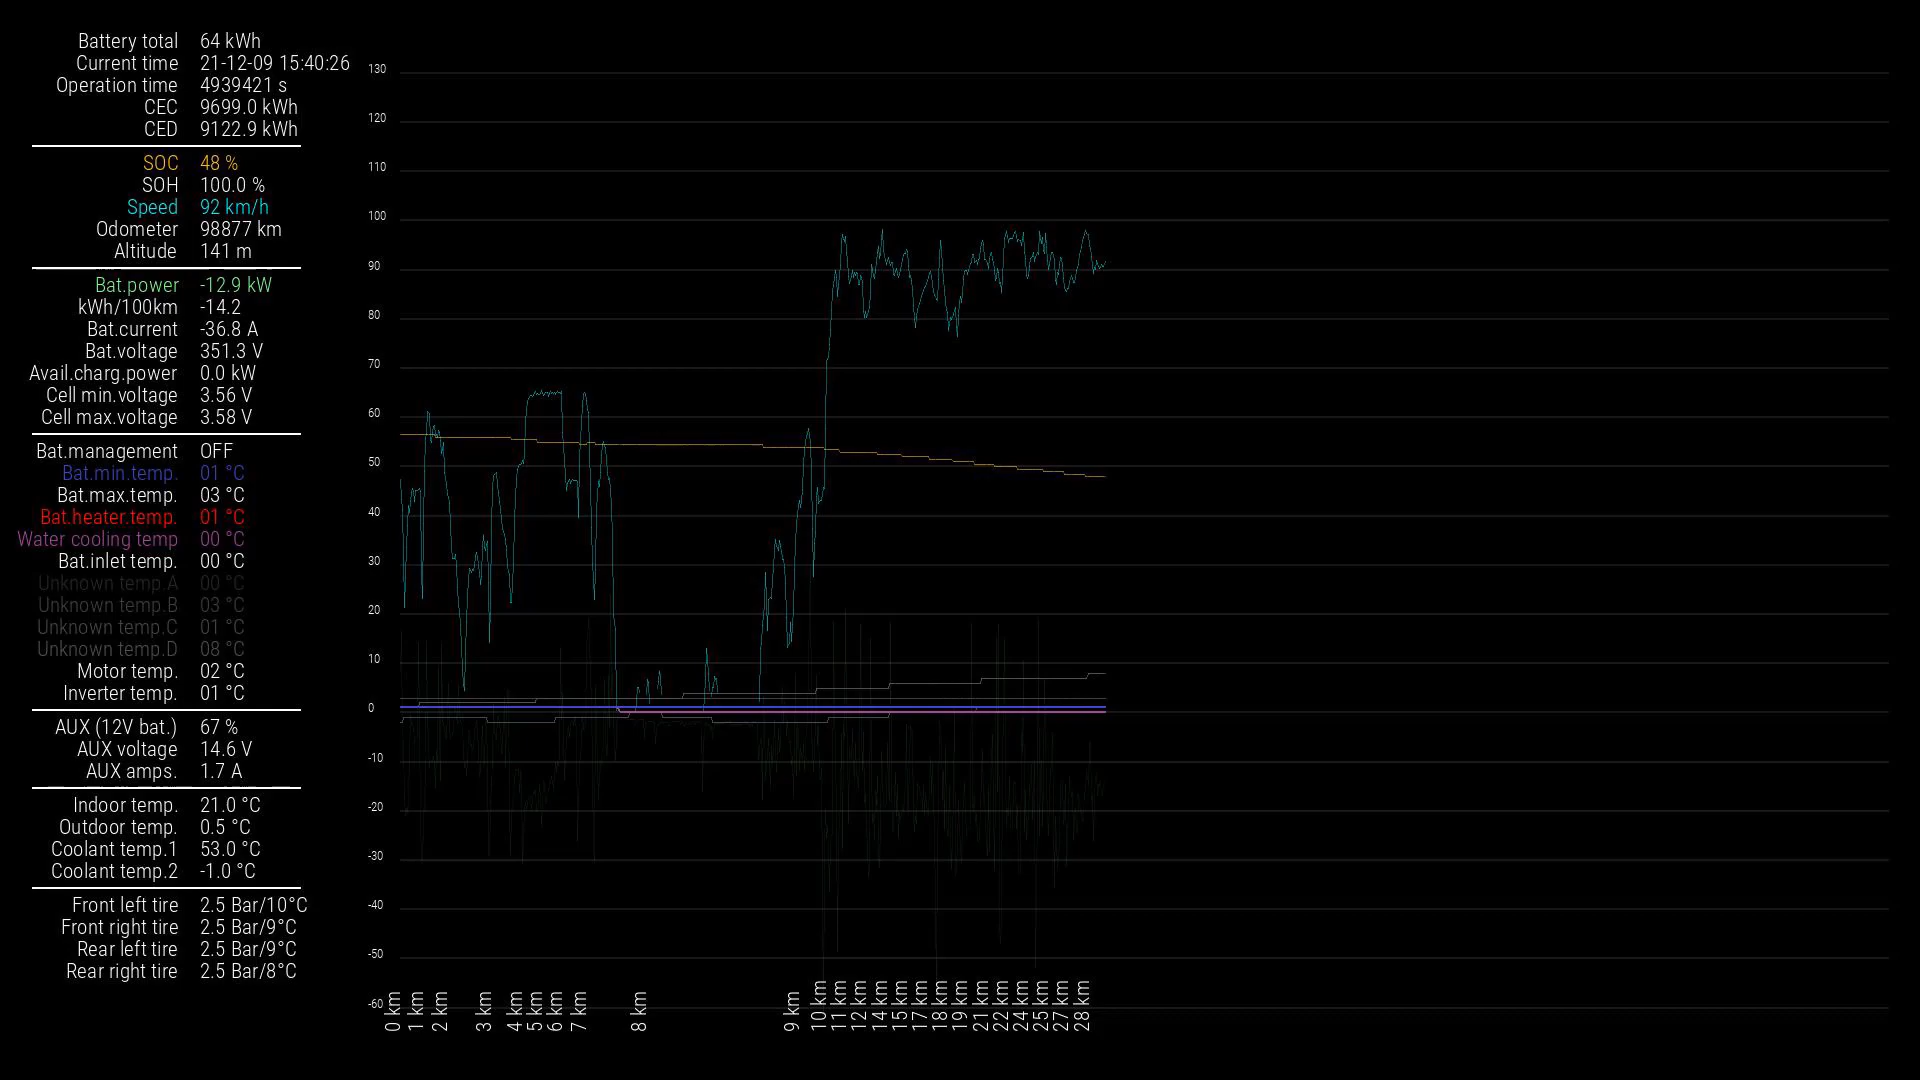 Battery total 64 kWh
Current time 21-12-09 15:40:26
Operation time 4939421 s
CEC 9699.0 kWh
CED 9122.9 kWh
SOC 48 %
SOH 100.0 %
Speed 92 km/h
Odometer 98877 km
Altitude 141 m
Bat.power -12.9 kW
kWh/100km -14.2
Bat.current -36.8 A
Bat.voltage 351.3 V
Avail.charg.power 0.0 kW
Cell min.voltage 3.56 V
Cell max.voltage 3.58 V
Bat.management OFF
Bat.min.temp. 01 °C
Bat.max.temp. 03 °C
Bat.heater.temp. 01 °C
Water cooling temp 00 °C
Bat.inlet temp. 00 °C
Unknown temp.A 00 °C
Unknown temp.B 03 °C
Unknown temp.C 01 °C
Unknown temp.D 08 °C
Motor temp. 02 °C
Inverter temp. 01 °C
AUX (12V bat.) 67 %
AUX voltage 14.6 V
AUX amps. 1.7 A
Indoor temp. 21.0 °C
Outdoor temp. 0.5 °C
Coolant temp.1 53.0 °C
Coolant temp.2 -1.0 °C
Front left tire 2.5 Bar/10°C
Front right tire 2.5 Bar/9°C
Rear left tire 2.5 Bar/9°C
Rear right tire 2.5 Bar/8°C
130
120
110
100
90
80
70
60
50
40
30
20
10
0
-10
-20
-30
-40
-50
-60
0 km
1 km
2 km
3 km
4 km
5 km
6 km
7 km
8 km
9 km
10 km
11 km
12 km
14 km
15 km
17 km
18 km
19 km
21 km
22 km
24 km
25 km
27 km
28 km